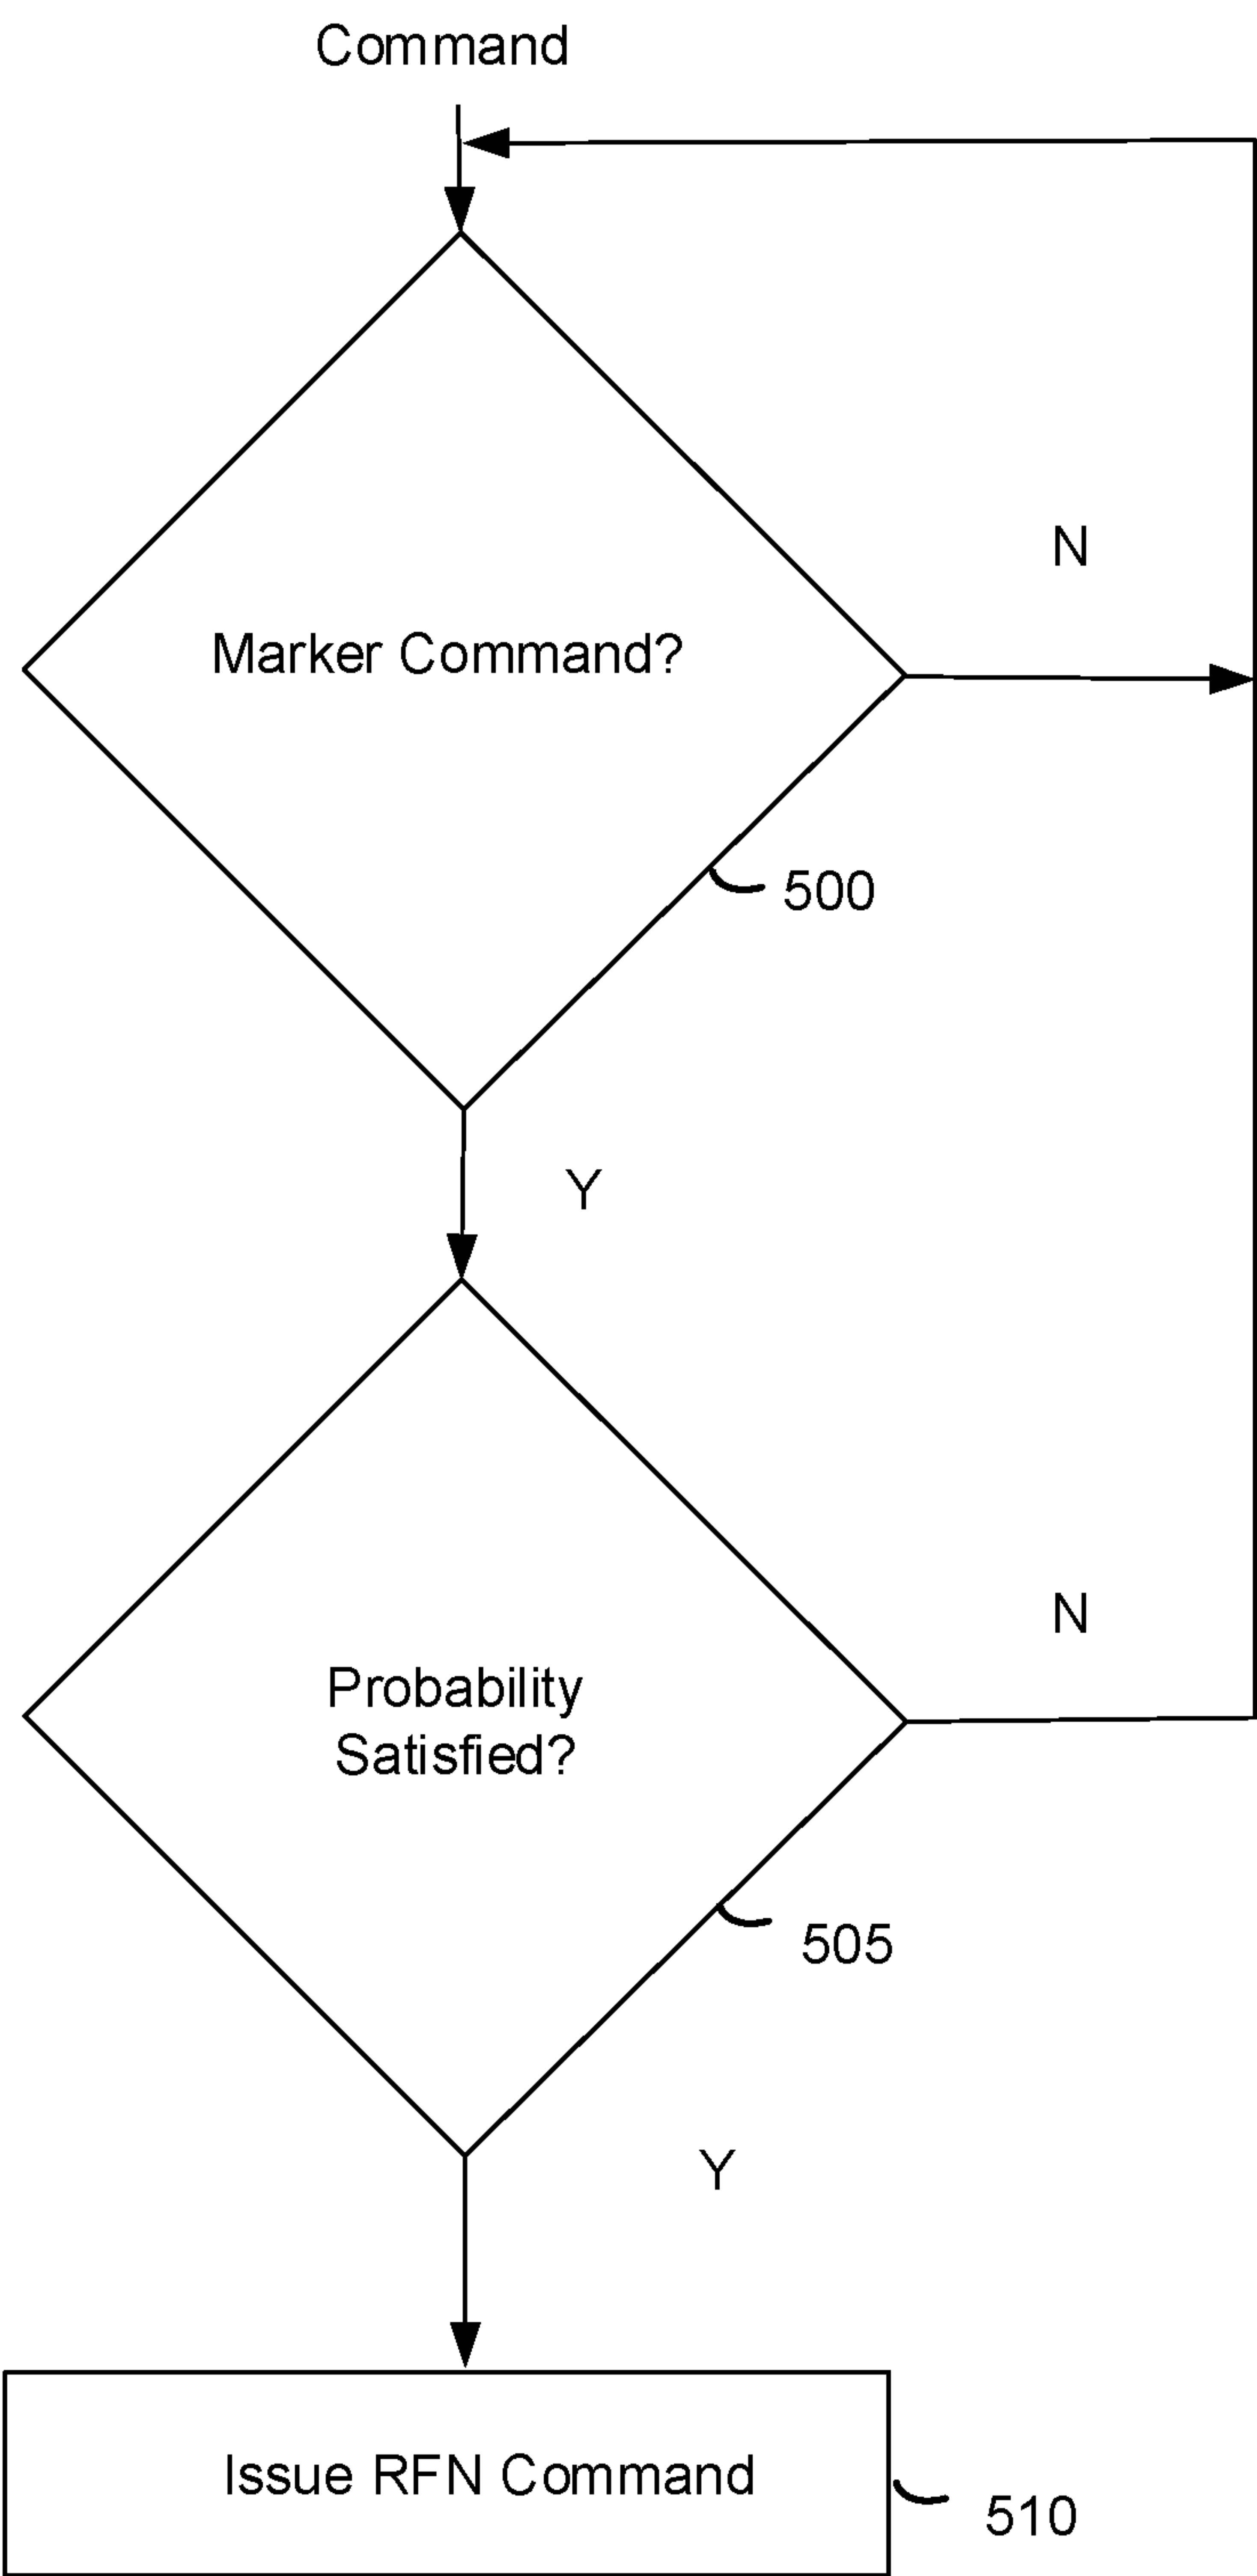 Command
N
Marker Command?
500
Y
N
Probability
Satisfied?
505
Y
Issue RFN Command
510